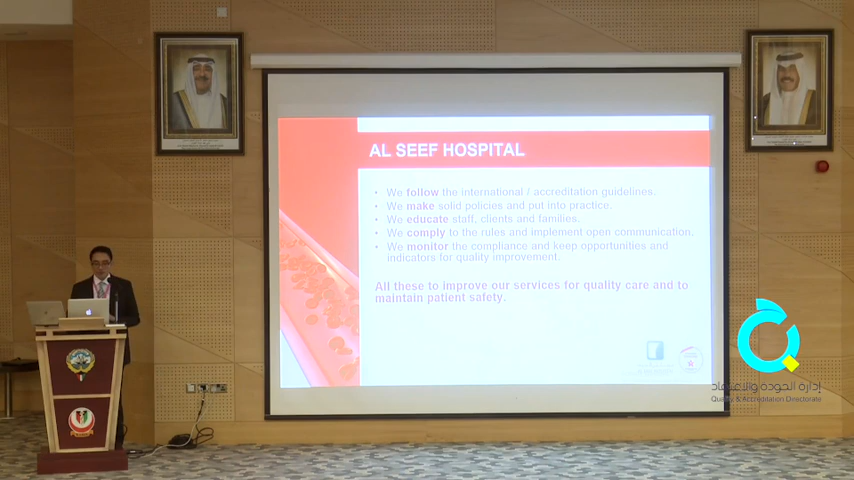 AL SEEF HOSPITAL
• We follow the international / accreditation guidelines.
• We make solid policies and put into practice.
• We educate staff, clients and families.
• We comply to the rules and implement open communication.
• We monitor the compliance and keep opportunities and
indicators for quality improvement.
All these to improve our services for quality care and to
maintain patient safety.
إدارة الجودة والاعتماد
Quality & Accreditation Directorate